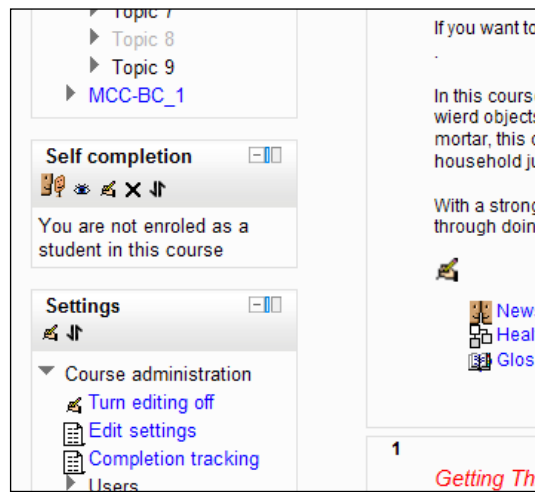 Topic 7
Topic 8
Topic 9
MCC-BC_1
Self completion
You are not enroled as a
student in this course
Settings
Course administration
Turn editing off
Edit settings
Completion tracking
Users
If you want to
.
In this cours
wierd objects
mortar, this
household ju
With a strong
through doin
News
Heal
Glos
1
Getting Th